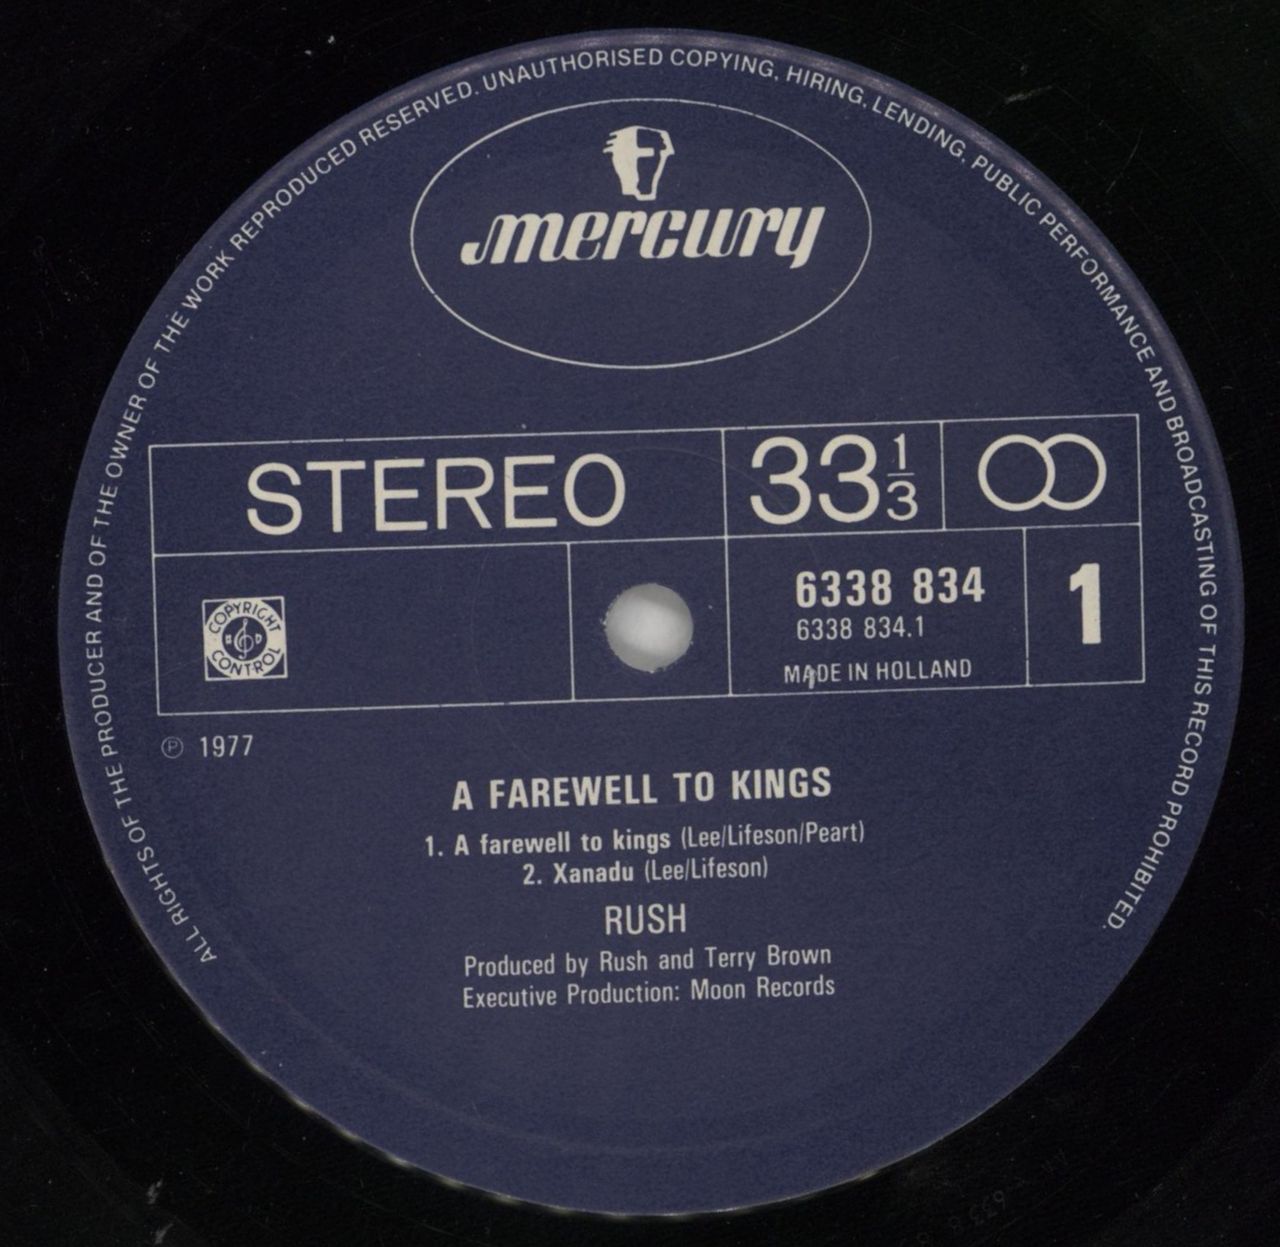 ALL RIGHTS OF THE PRODUCER AND OF THE OWNER OF THE WORK REPRODUCED RESERVED. UNAUTHORISED COPYING, HIRING, LENDING, PUBLIC PERFORMANCE AND BROADCASTING OF THIS RECORD PROHIBITED.
mercury
STEREO
33 1/3
COPYRIGHT CONTROL
6338 834
6338 834.1
MADE IN HOLLAND
1
℗ 1977
A FAREWELL TO KINGS
1. A farewell to kings (Lee/Lifeson/Peart)
2. Xanadu (Lee/Lifeson)
RUSH
Produced by Rush and Terry Brown
Executive Production: Moon Records